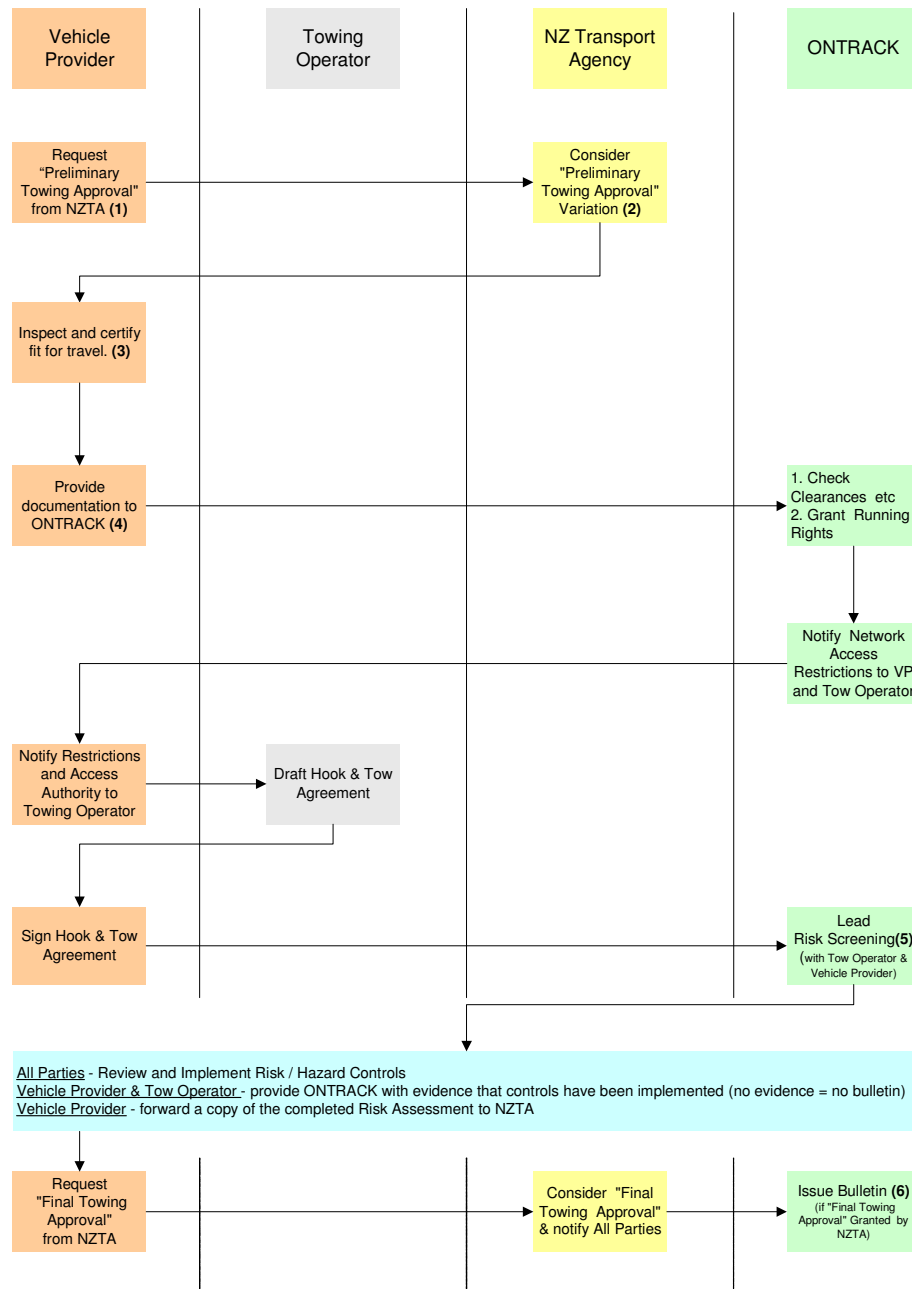 Vehicle
Provider
Towing
Operator
NZ Transport
Agency
ONTRACK
Request
“Preliminary
Towing Approval"
from NZTA (1)
Consider
"Preliminary
Towing Approval"
Variation (2)
Inspect and certify
fit for travel. (3)
Provide
documentation to
ONTRACK (4)
1. Check
Clearances etc
2. Grant Running
Rights
Notify Network
Access
Restrictions to VP
and Tow Operator
Notify Restrictions
and Access
Authority to
Towing Operator
Draft Hook & Tow
Agreement
Sign Hook & Tow
Agreement
Lead
Risk Screening(5)
(with Tow Operator &
Vehicle Provider)
All Parties - Review and Implement Risk / Hazard Controls
Vehicle Provider & Tow Operator - provide ONTRACK with evidence that controls have been implemented (no evidence = no bulletin)
Vehicle Provider - forward a copy of the completed Risk Assessment to NZTA
Request
"Final Towing
Approval"
from NZTA
Consider "Final
Towing Approval"
& notify All Parties
Issue Bulletin (6)
(if "Final Towing
Approval" Granted by
NZTA)